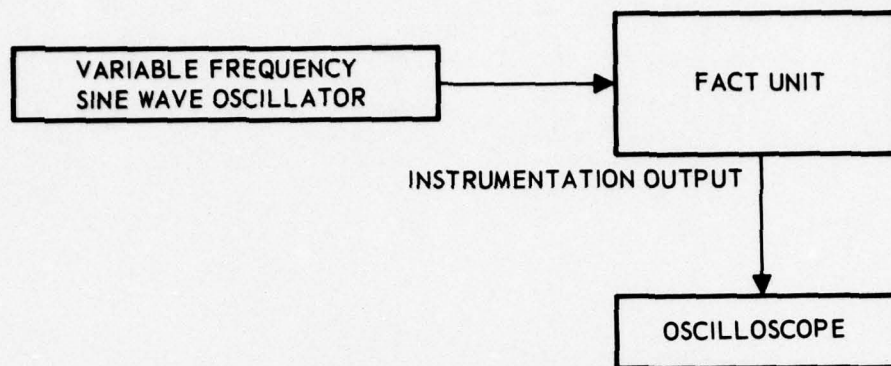 VARIABLE FREQUENCY
SINE WAVE OSCILLATOR
FACT UNIT
INSTRUMENTATION OUTPUT
OSCILLOSCOPE